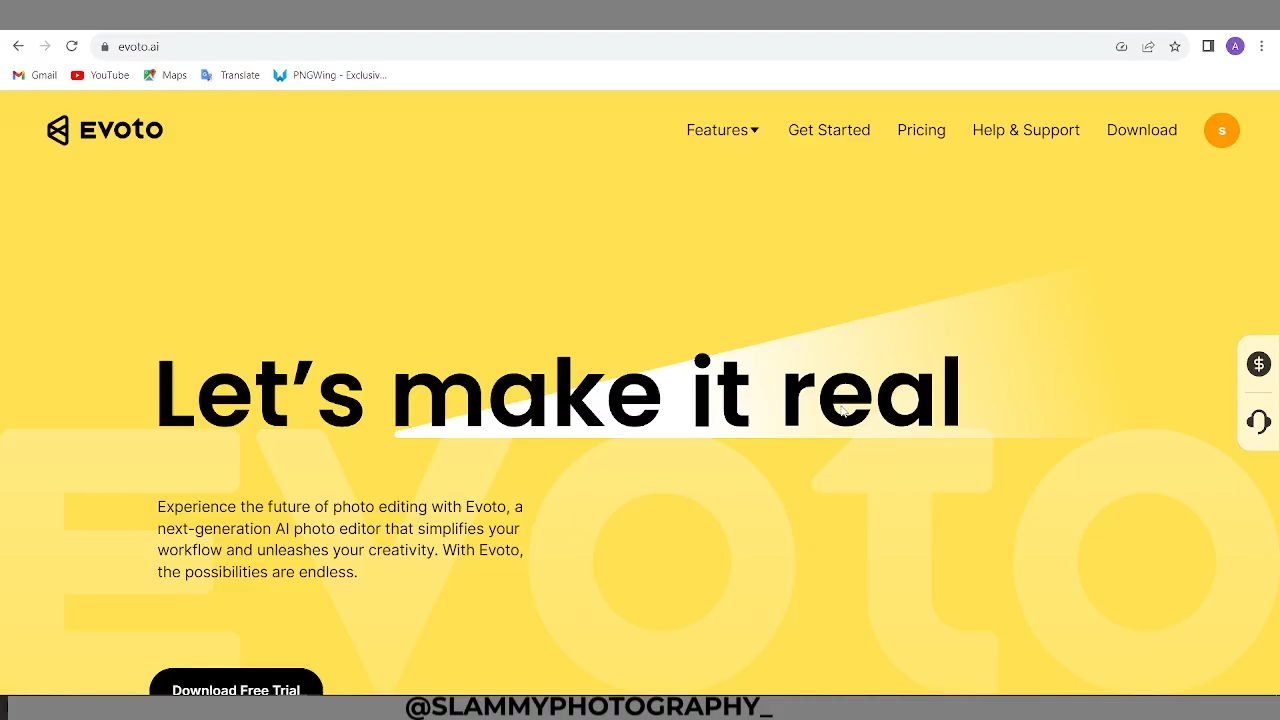 evoto.ai
A
Gmail
YouTube
Maps
Translate
PNGWing - Exclusiv...
EVOTO
Features
Get Started
Pricing
Help & Support
Download
s
Let's make it real
$
EVOTO
Experience the future of photo editing with Evoto, a
next-generation AI photo editor that simplifies your
workflow and unleashes your creativity. With Evoto,
the possibilities are endless.
Download Free Trial
@SLAMMYPHOTOGRAPHY_